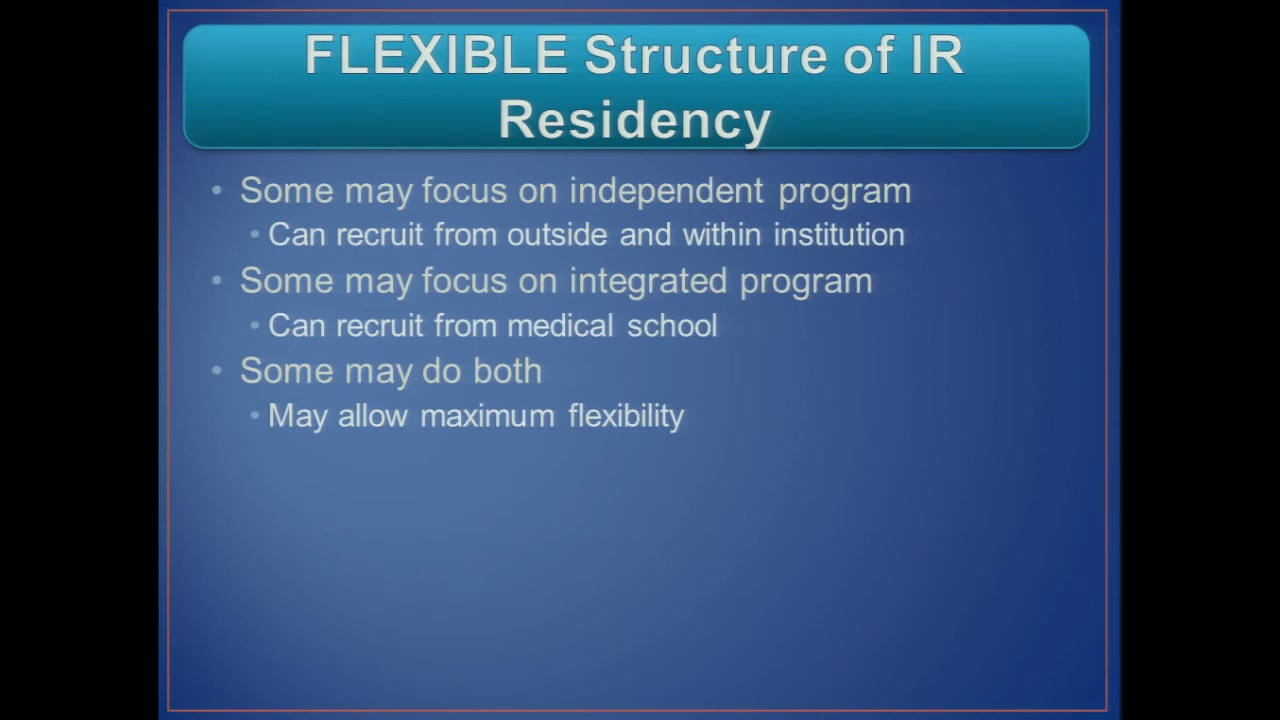 FLEXIBLE Structure of IR
Residency
• Some may focus on independent program
• Can recruit from outside and within institution
• Some may focus on integrated program
• Can recruit from medical school
• Some may do both
• May allow maximum flexibility